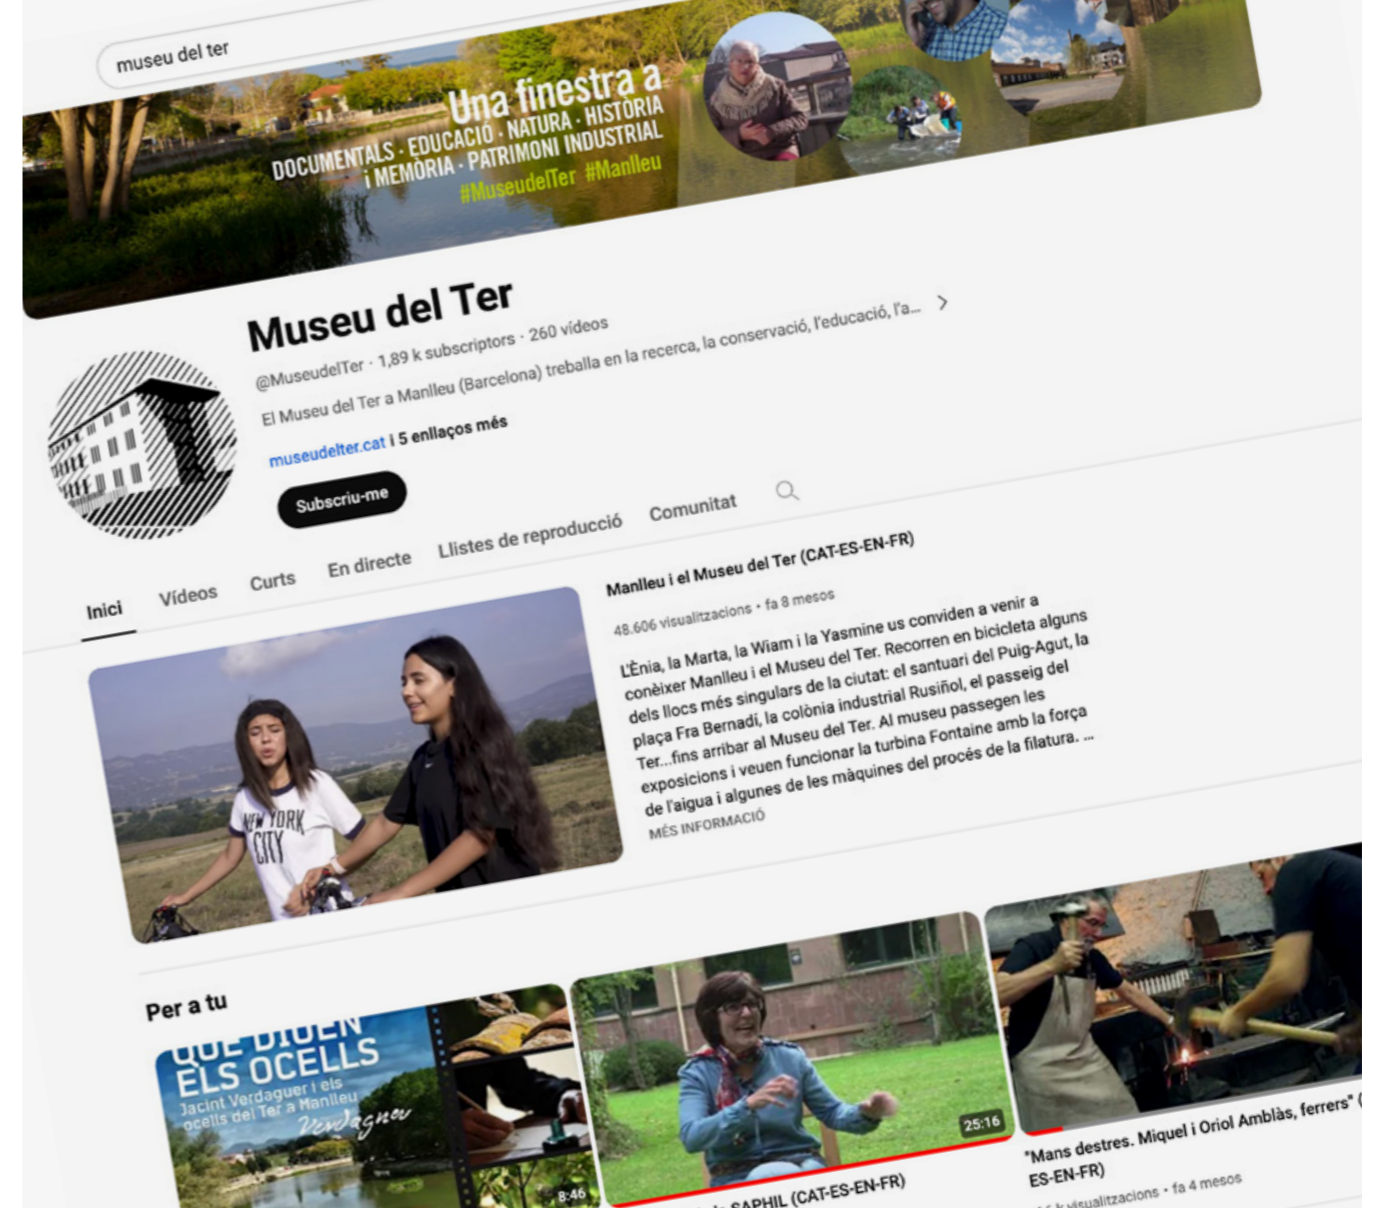 museu del ter
Una finestra a
DOCUMENTALS · EDUCACIÓ · NATURA · HISTÒRIA
i MEMÒRIA · PATRIMONI INDUSTRIAL
#MuseudelTer #Manlleu
Museu del Ter
@MuseudelTer · 1,89 k subscriptors · 260 vídeos
El Museu del Ter a Manlleu (Barcelona) treballa en la recerca, la conservació, l'educació, l'a...
museudelter.cat i 5 enllaços més
Subscriu-me
Inici Vídeos Curts En directe Llistes de reproducció Comunitat
Manlleu i el Museu del Ter (CAT-ES-EN-FR)
48.606 visualitzacions • fa 8 mesos
L'Ènia, la Marta, la Wiam i la Yasmine us conviden a venir a
conèixer Manlleu i el Museu del Ter. Recorren en bicicleta alguns
dels llocs més singulars de la ciutat: el santuari del Puig-Agut, la
plaça Fra Bernadí, la colònia industrial Rusiñol, el passeig del
Ter...fins arribar al Museu del Ter. Al museu passegen les
exposicions i veuen funcionar la turbina Fontaine amb la força
de l'aigua i algunes de les màquines del procés de la filatura. ...
MÉS INFORMACIÓ
NEW YORK
CITY
Per a tu
QUÈ DIUEN
ELS OCELLS
Jacint Verdaguer i els
ocells del Ter a Manlleu
Verdaguer
8:46
25:16
SAPHIL (CAT-ES-EN-FR)
"Mans destres. Miquel i Oriol Amblàs, ferrers" (
ES-EN-FR)
k visualitzacions • fa 4 mesos